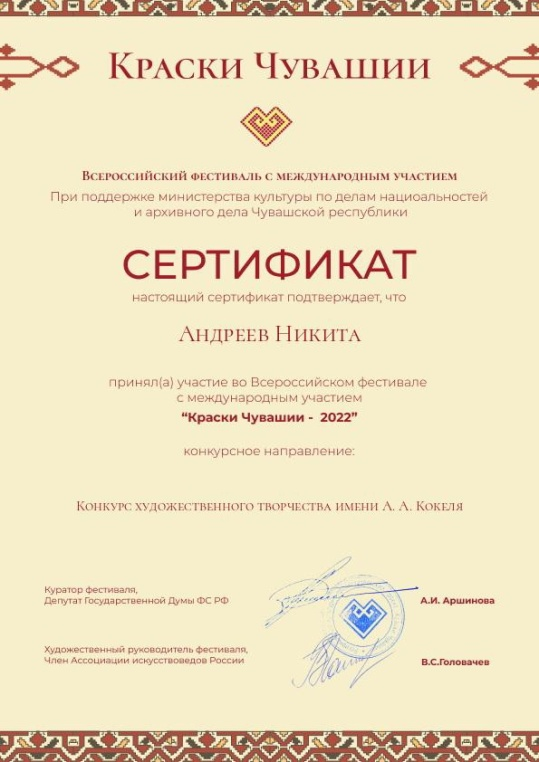 Краски Чувашии
Всероссийский фестиваль с международным участием
При поддержке министерства культуры по делам нациоальностей
и архивного дела Чувашской республики
СЕРТИФИКАТ
настоящий сертификат подтверждает, что
Андреев Никита
принял(а) участие во Всероссийском фестивале
с международным участием
“Краски Чувашии - 2022”
конкурсное направление:
Конкурс художественного творчества имени А. А. Кокеля
Куратор фестиваля,
Депутат Государственной Думы ФС РФ
А.И. Аршинова
Художественный руководитель фестиваля,
Член Ассоциации искусствоведов России
В.С.Головачев